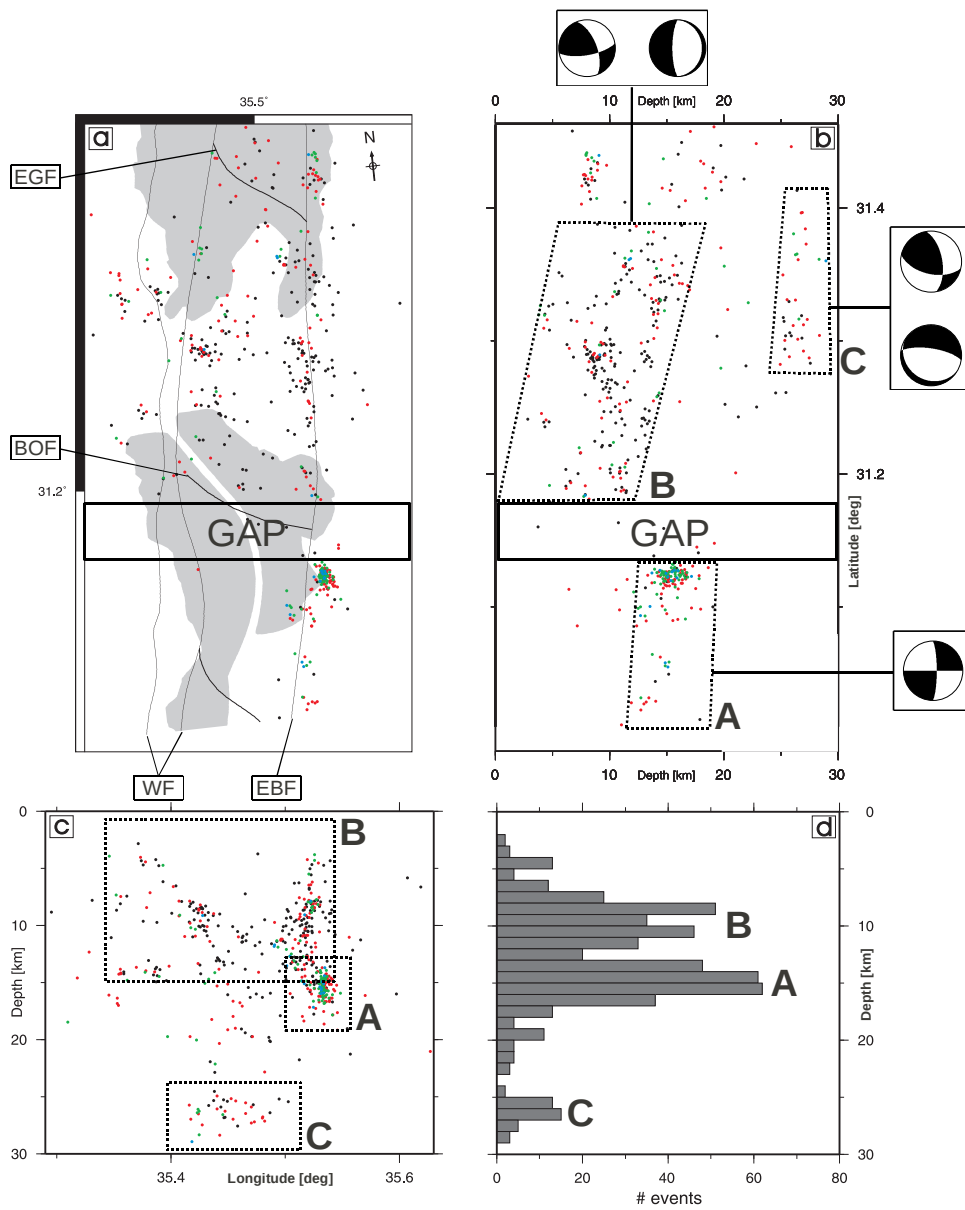 35.5°
a
N
EGF
BOF
31.2°
GAP
WF
EBF
0 10 20 30
Depth [km]
b
31.4
C
B
31.2
GAP
Latitude [deg]
A
0 10 20 30
Depth [km]
c
0
10
20
30
Depth [km]
B
A
C
35.4 35.6
Longitude [deg]
d
0
10
20
30
Depth [km]
B
A
C
0 20 40 60 80
# events